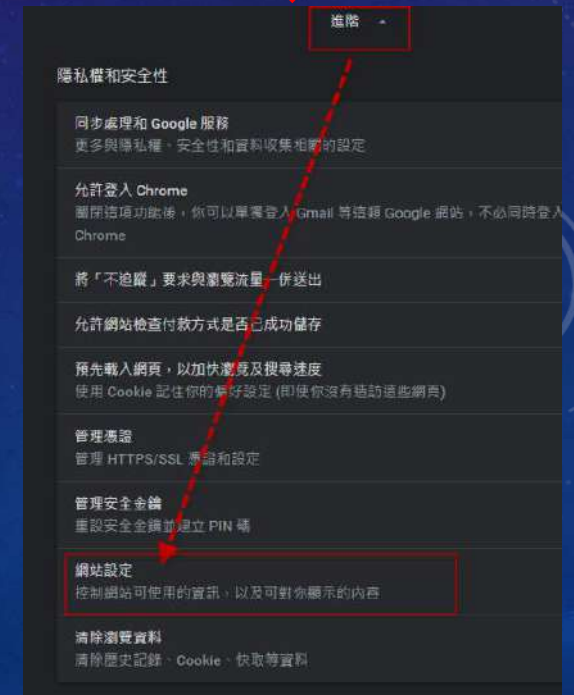 進階
隱私權和安全性
同步處理和 Google 服務
更多與隱私權、安全性和資料收集相關的設定
允許登入 Chrome
關閉這項功能後，你可以單獨登入 Gmail 等這類 Google 網站，不必同時登入
Chrome
將「不追蹤」要求與瀏覽流量一併送出
允許網站檢查付款方式是否已成功儲存
預先載入網頁，以加快瀏覽及搜尋速度
使用 Cookie 記住你的偏好設定 (即使你沒有造訪這些網頁)
管理憑證
管理 HTTPS/SSL 憑證和設定
管理安全金鑰
重設安全金鑰並建立 PIN 碼
網站設定
控制網站可使用的資訊，以及可對你顯示的內容
清除瀏覽資料
清除歷史記錄、Cookie、快取等資料